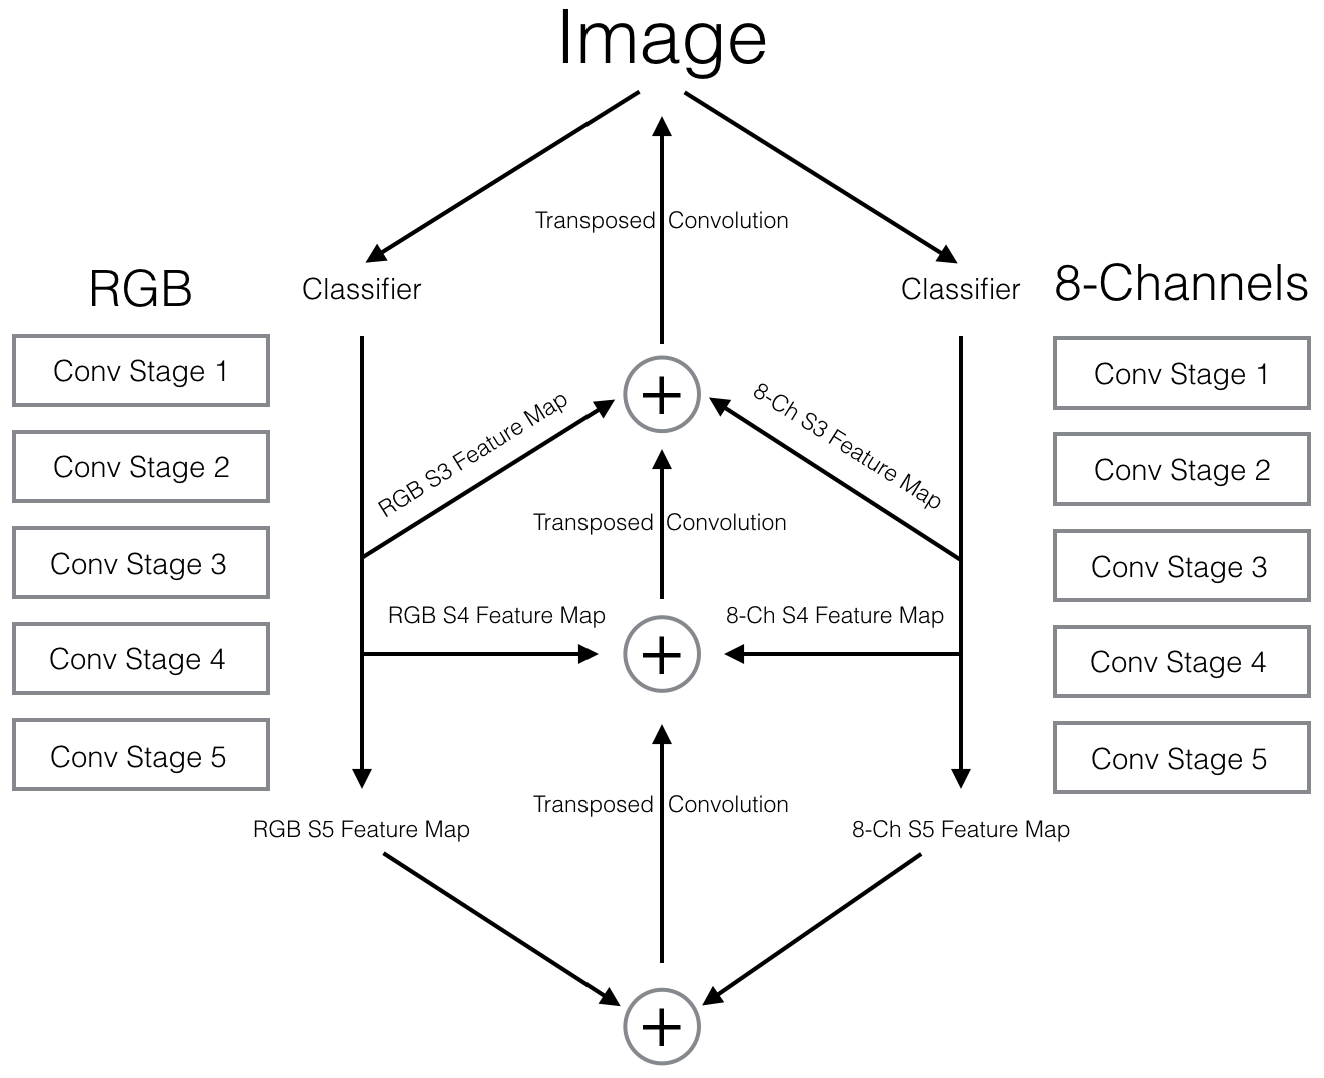 Image
Transposed Convolution
RGB
Classifier
Classifier
8-Channels
Conv Stage 1
Conv Stage 2
Conv Stage 3
Conv Stage 4
Conv Stage 5
RGB S3 Feature Map
+
8-Ch S3 Feature Map
Transposed Convolution
RGB S4 Feature Map
+
8-Ch S4 Feature Map
Transposed Convolution
RGB S5 Feature Map
8-Ch S5 Feature Map
+
Conv Stage 1
Conv Stage 2
Conv Stage 3
Conv Stage 4
Conv Stage 5